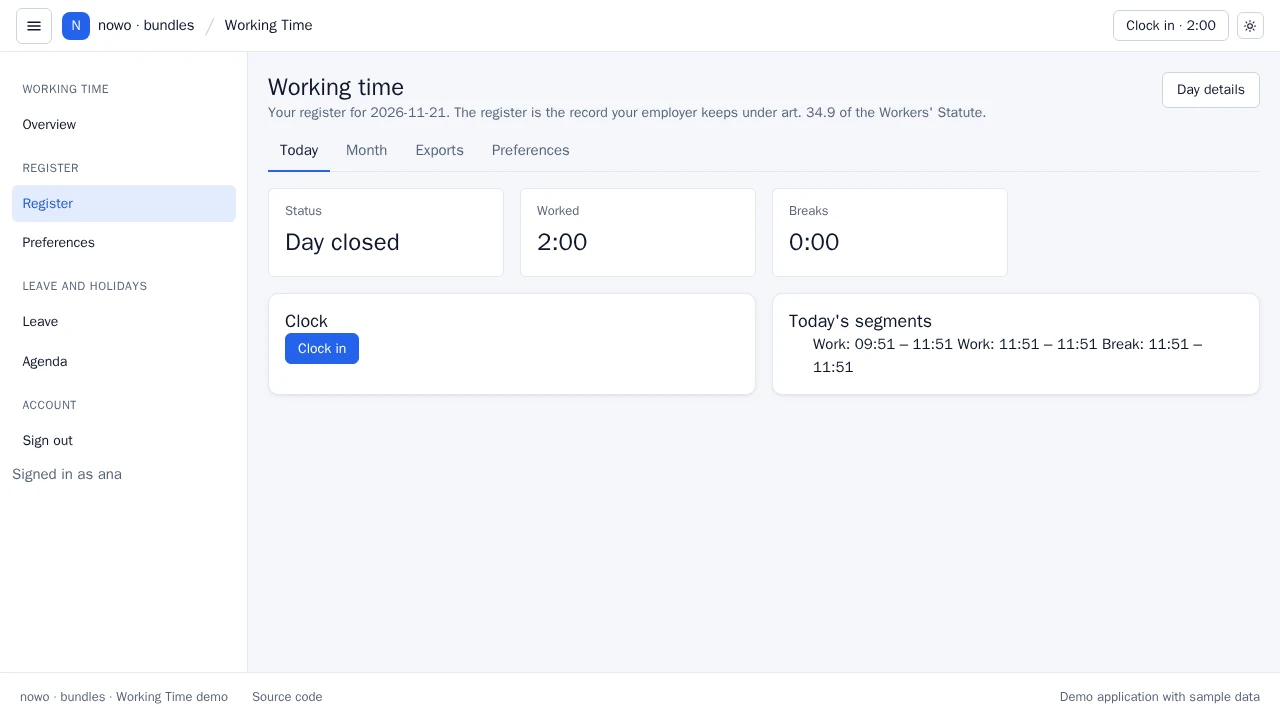 N nowo · bundles / Working Time
Clock in · 2:00
WORKING TIME
Overview
REGISTER
Register
Preferences
LEAVE AND HOLIDAYS
Leave
Agenda
ACCOUNT
Sign out
Signed in as ana
Working time
Your register for 2026-11-21. The register is the record your employer keeps under art. 34.9 of the Workers' Statute.
Day details
Today Month Exports Preferences
Status
Day closed
Worked
2:00
Breaks
0:00
Clock
Clock in
Today's segments
Work: 09:51 – 11:51 Work: 11:51 – 11:51 Break: 11:51 –
11:51
nowo · bundles · Working Time demo
Source code
Demo application with sample data